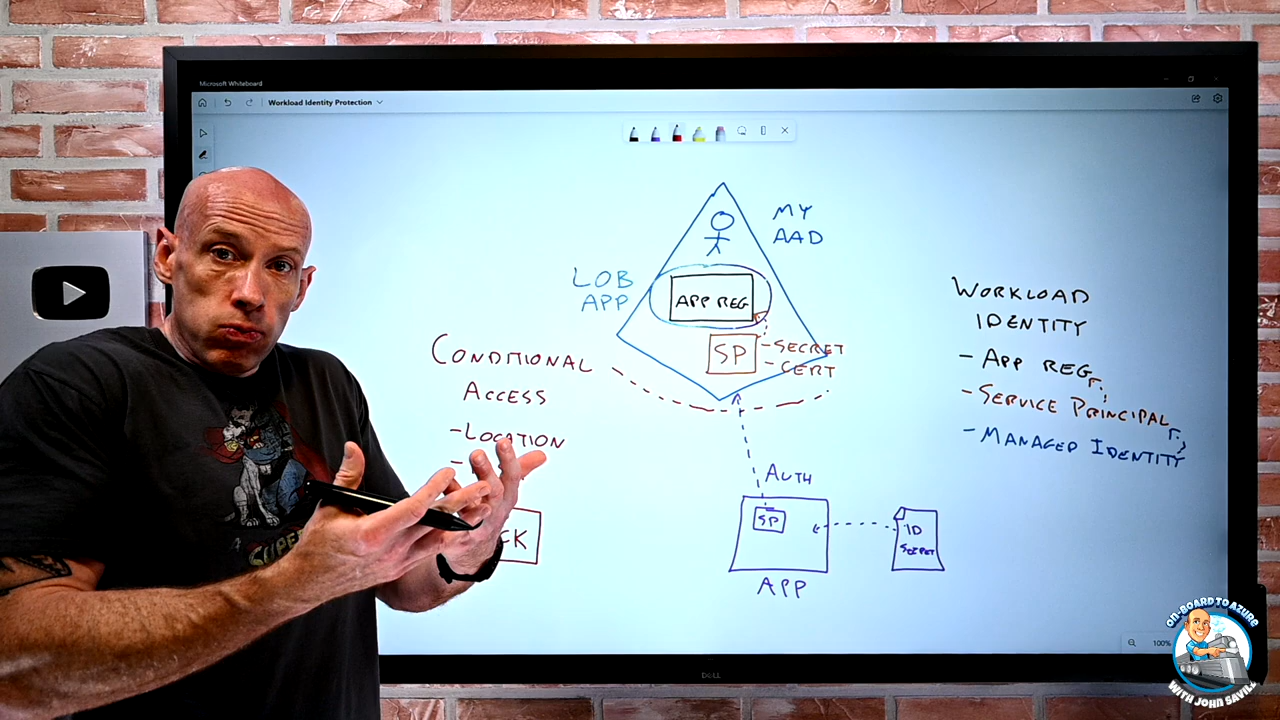 Microsoft Whiteboard
Workload Identity Protection
MY
AAD
LOB
APP
APP REG
SP
-SECRET
-CERT
CONDITIONAL
ACCESS
-LOCATION
WORKLOAD
IDENTITY
- APP REG
- SERVICE PRINCIPAL
- MANAGED IDENTITY
AUTH
SP
APP
ID
SECRET
SUPER
100%
DELL
ON-BOARD TO AZURE
WITH JOHN SAVILL